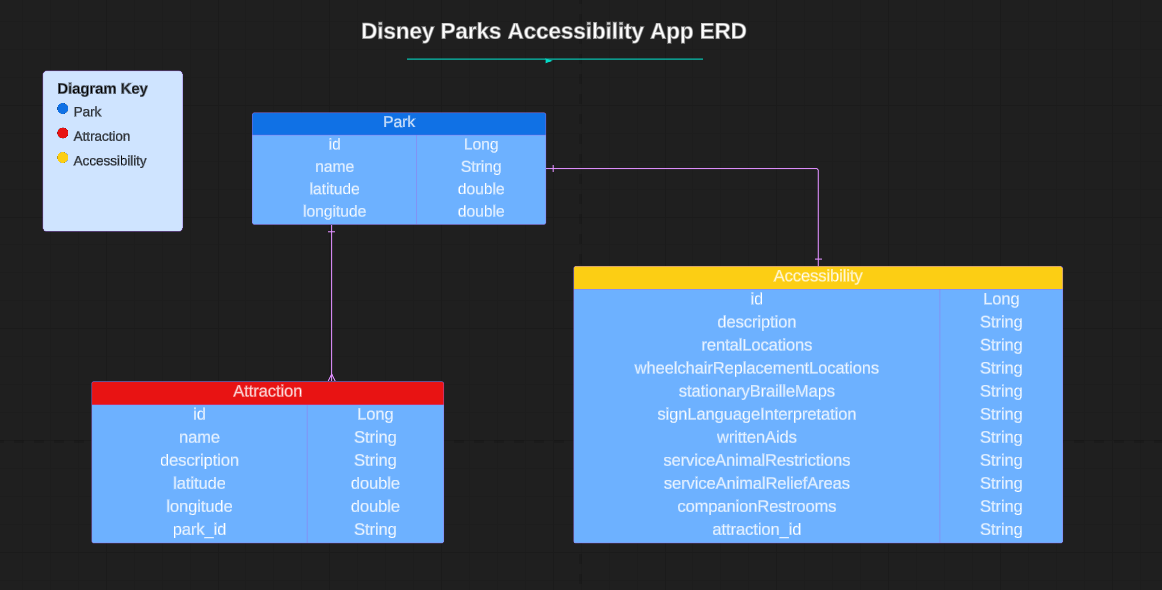 Disney Parks Accessibility App ERD
Diagram Key
Park
Attraction
Accessibility
Park
id Long
name String
latitude double
longitude double
Accessibility
id Long
description String
rentalLocations String
wheelchairReplacementLocations String
stationaryBrailleMaps String
signLanguageInterpretation String
writtenAids String
serviceAnimalRestrictions String
serviceAnimalReliefAreas String
companionRestrooms String
attraction_id String
Attraction
id Long
name String
description String
latitude double
longitude double
park_id String